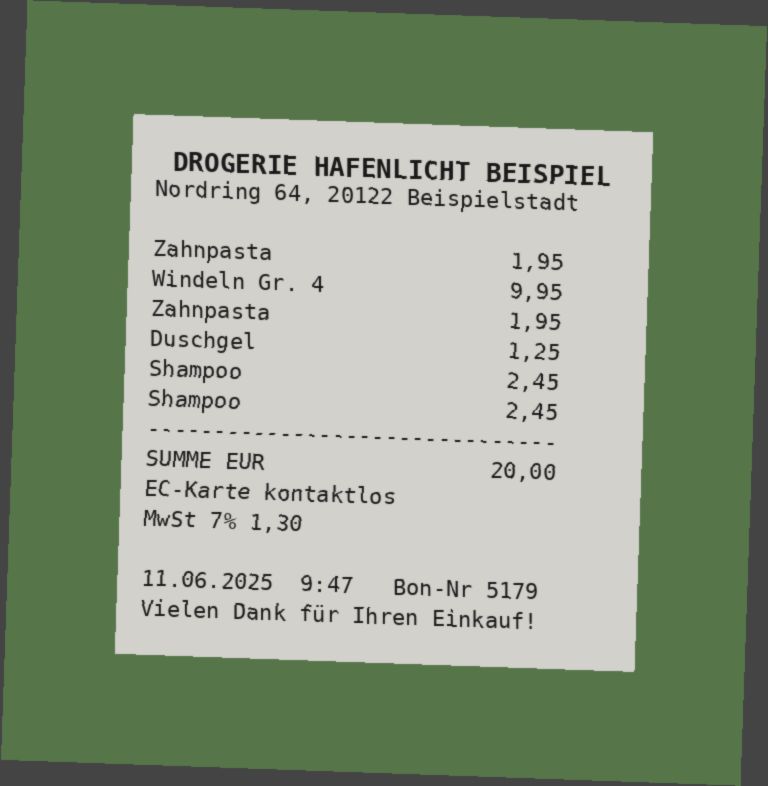 DROGERIE HAFENLICHT BEISPIEL
Nordring 64, 20122 Beispielstadt
Zahnpasta 1,95
Windeln Gr. 4 9,95
Zahnpasta 1,95
Duschgel 1,25
Shampoo 2,45
Shampoo 2,45
-------------------------------
SUMME EUR 20,00
EC-Karte kontaktlos
MwSt 7% 1,30
11.06.2025 9:47 Bon-Nr 5179
Vielen Dank für Ihren Einkauf!